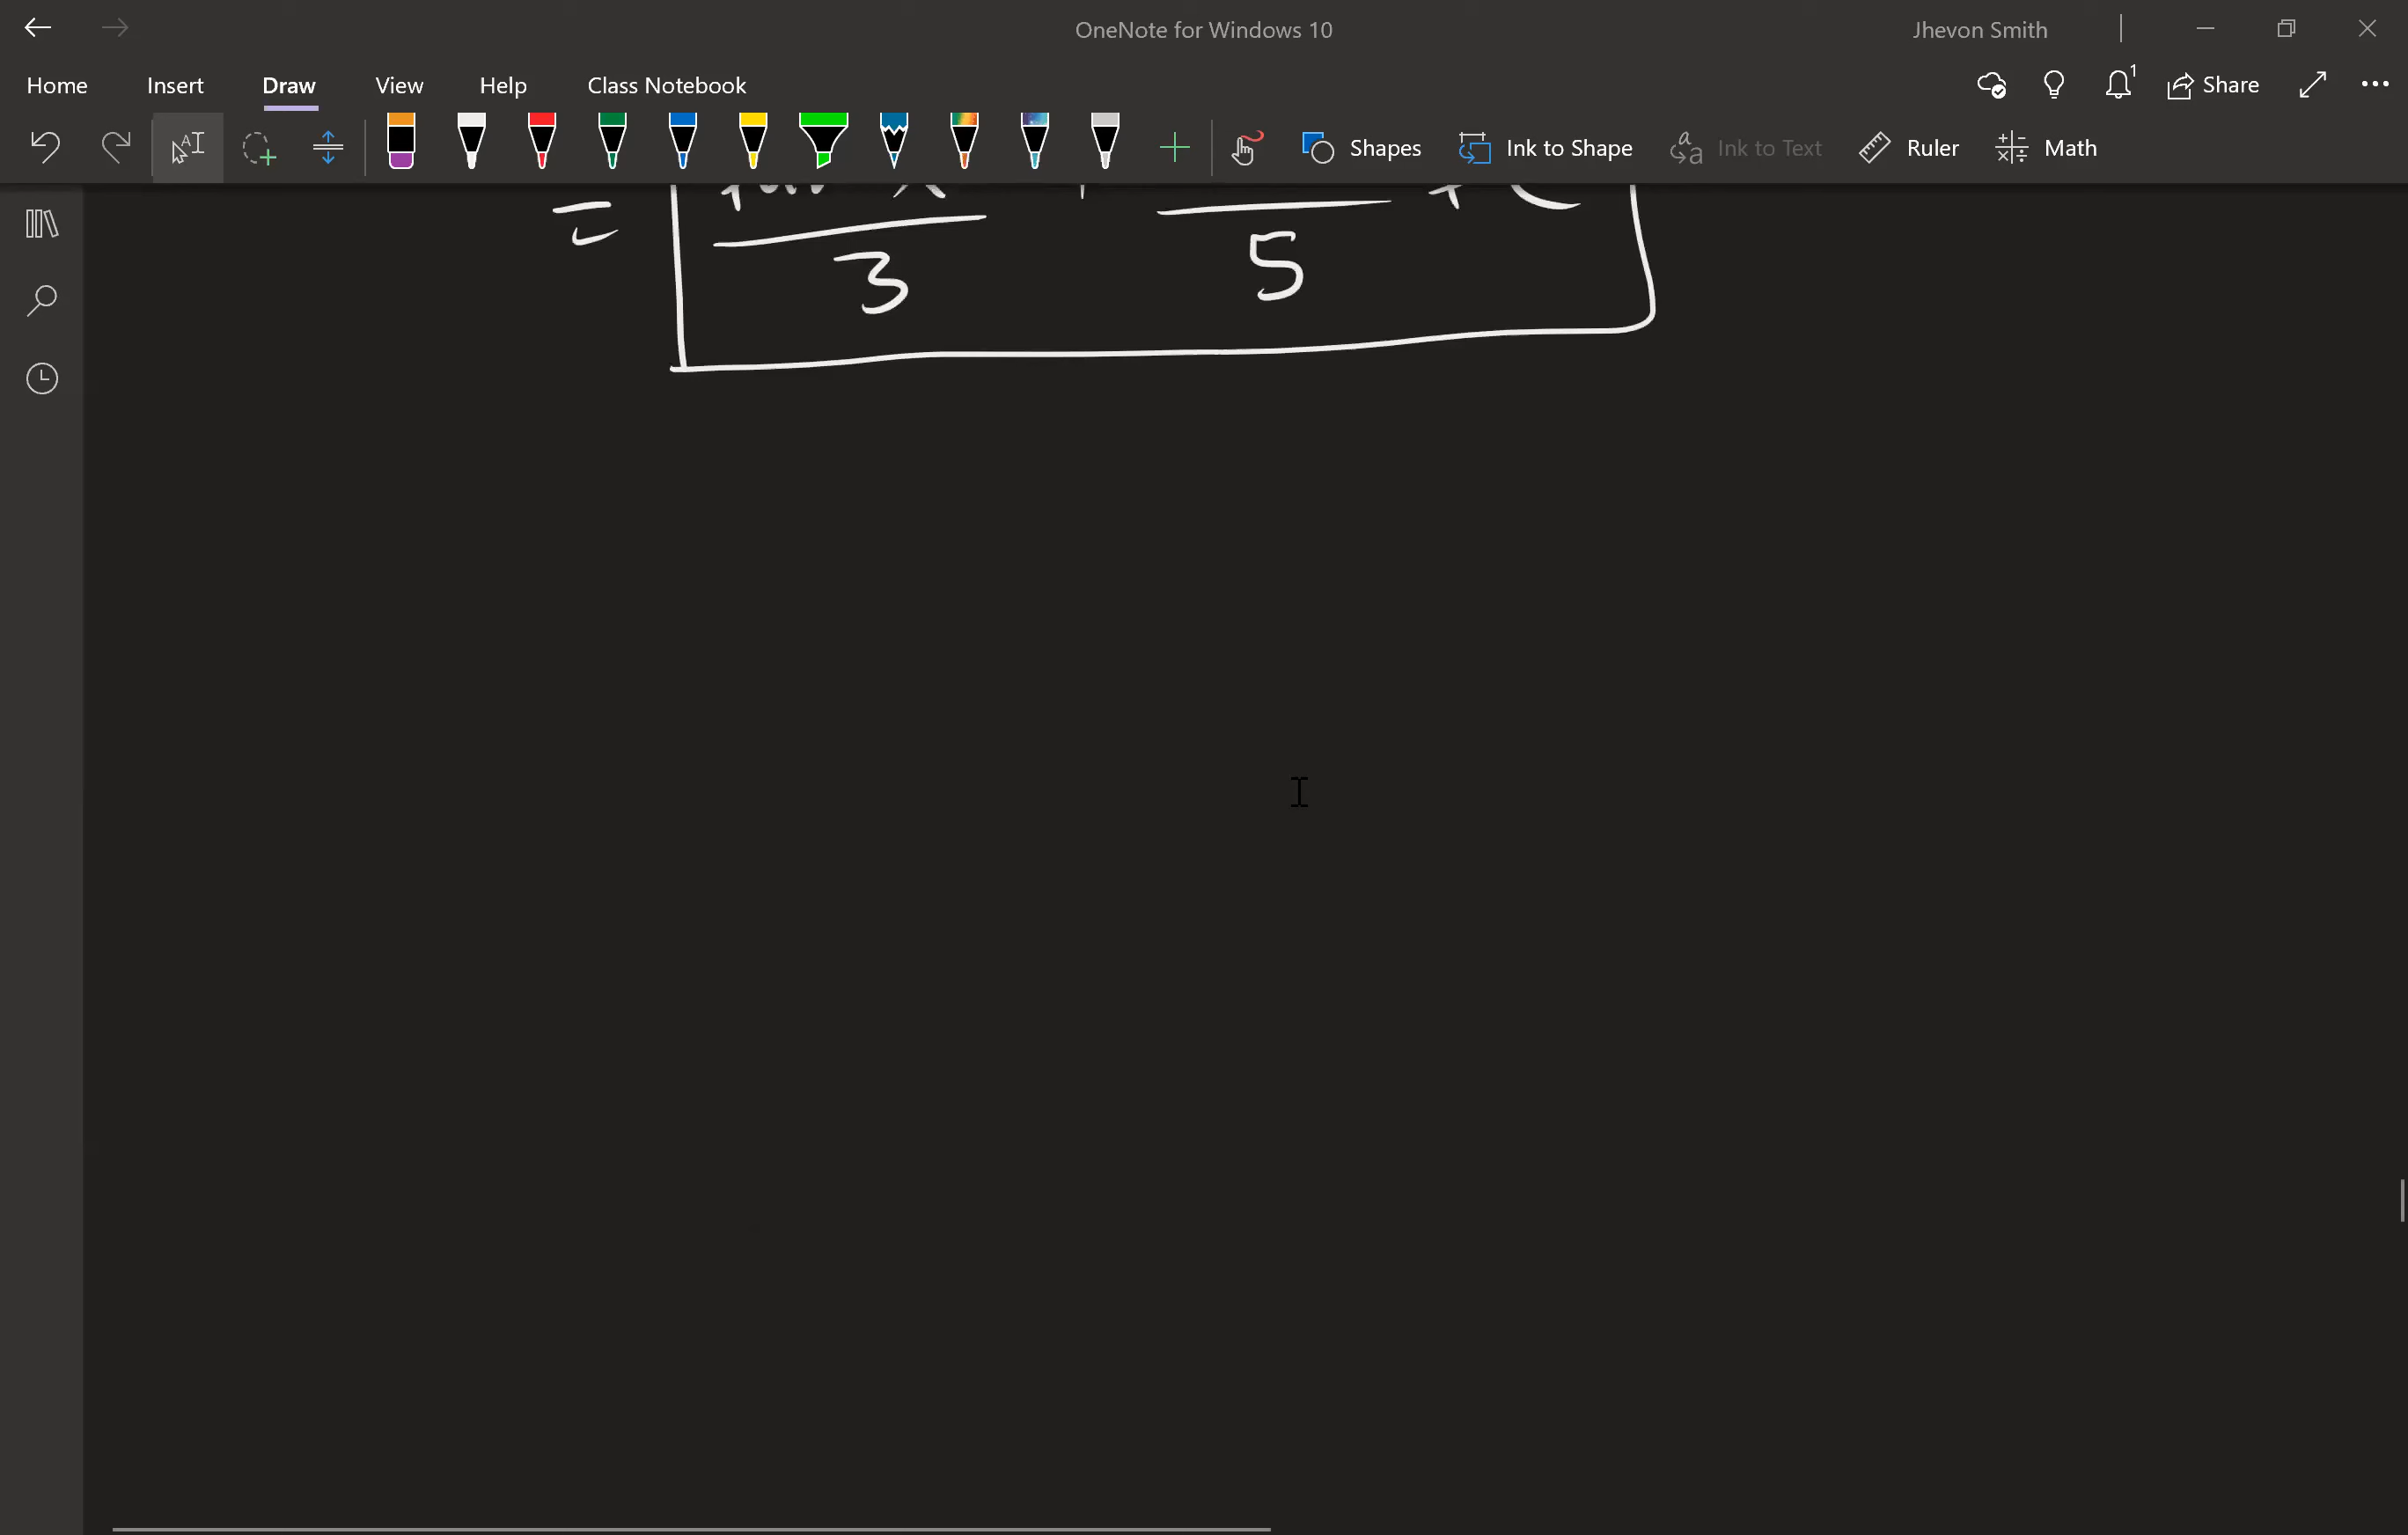 OneNote for Windows 10
Jhevon Smith
Home Insert Draw View Help Class Notebook
1
Share
Shapes Ink to Shape Ink to Text Ruler Math
=
3 5